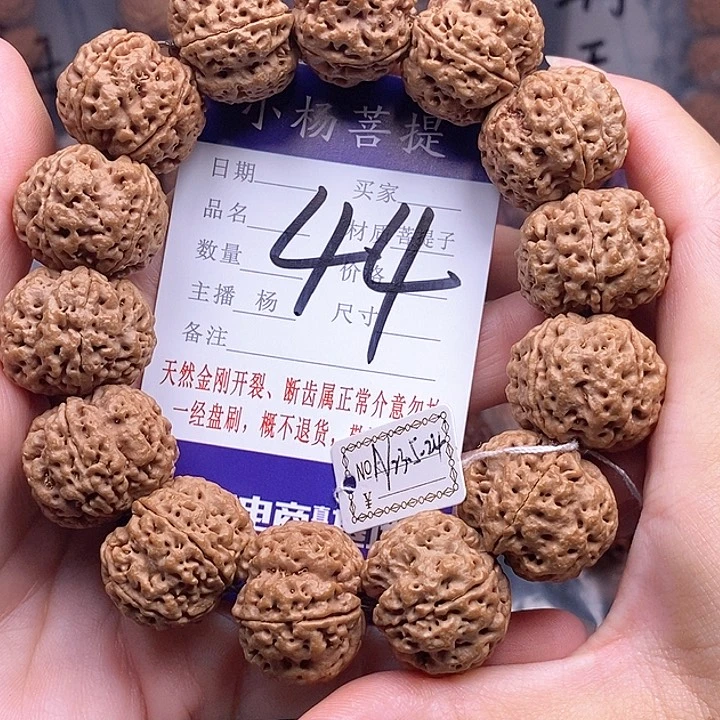 小杨菩提
日期 买家
品名 材质菩提子
数量 价格
主播 杨 尺寸
备注
44
天然金刚开裂、断齿属正常介意勿拍
一经盘刷，概不退货，
电商
NO
¥